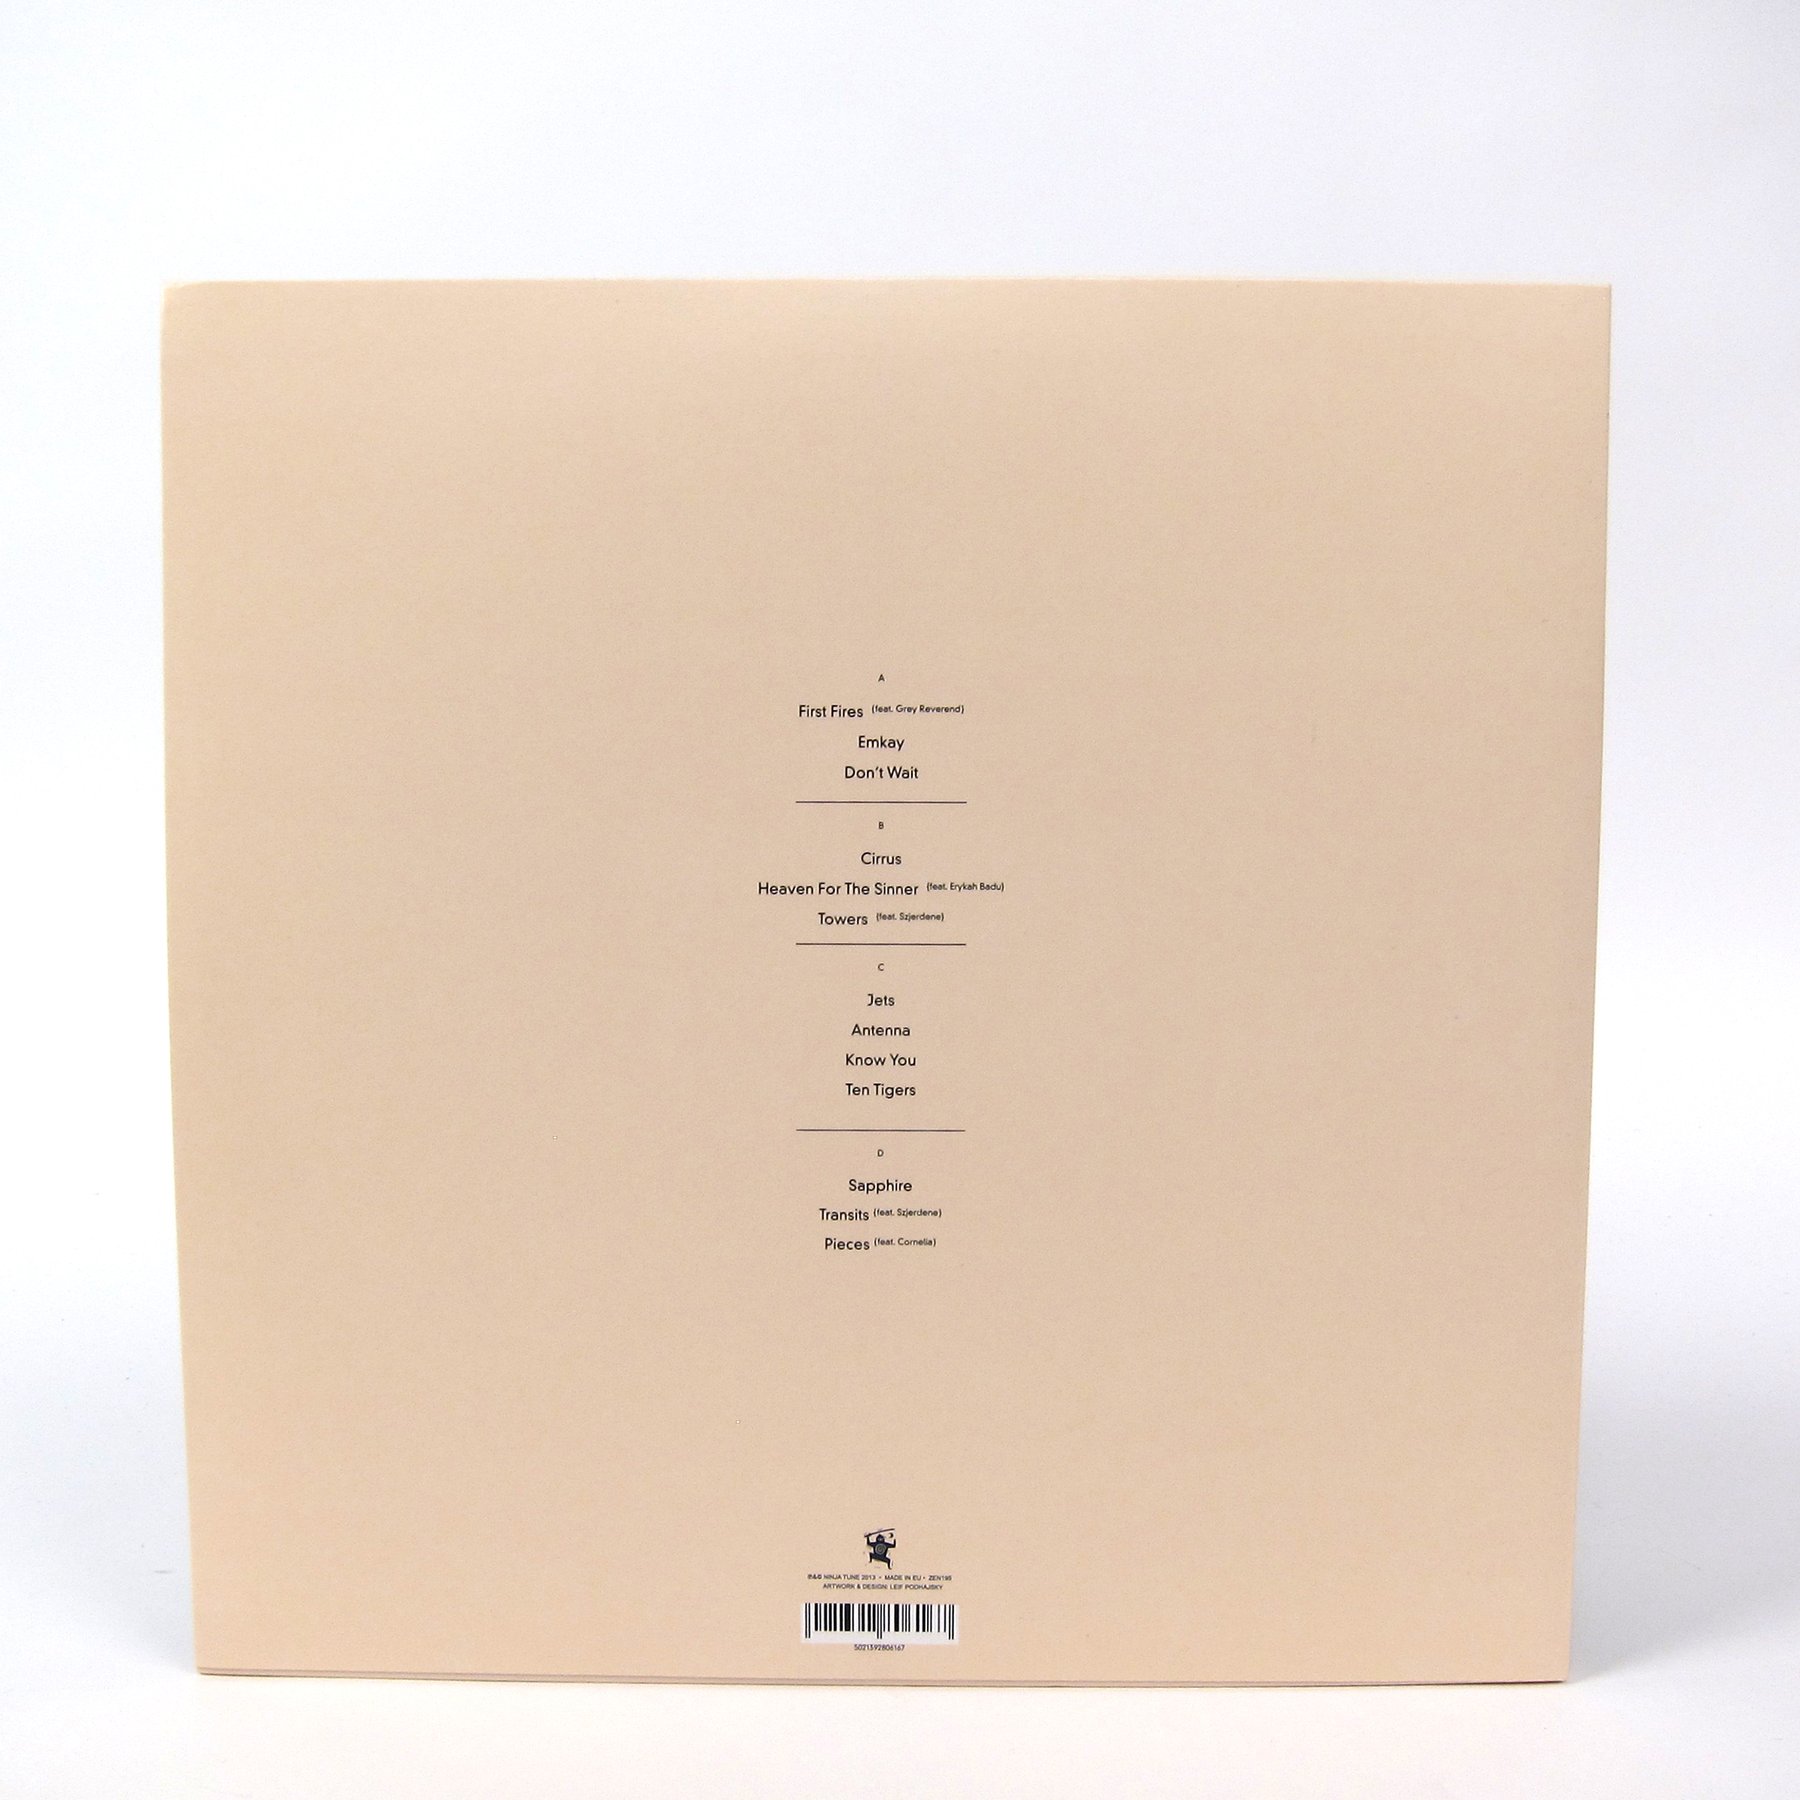 A
First Fires (feat. Grey Reverend)
Emkay
Don't Wait
B
Cirrus
Heaven For The Sinner (feat. Erykah Badu)
Towers (feat. Szjerdene)
C
Jets
Antenna
Know You
Ten Tigers
D
Sapphire
Transits (feat. Szjerdene)
Pieces (feat. Cornelia)
℗&© NINJA TUNE 2013 • MADE IN EU • ZEN195
ARTWORK & DESIGN: LEIF PODHAJSKY
5021392806167